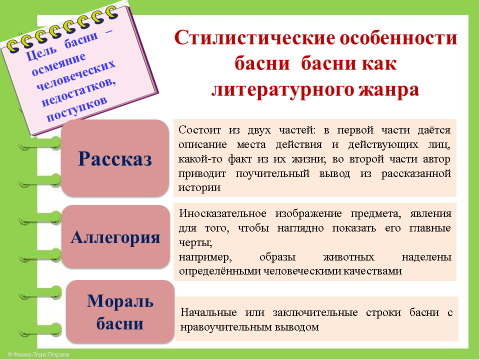 Цель басни –
осмеяние
человеческих
недостатков,
поступков
Стилистические особенности
басни басни как
литературного жанра
Рассказ
Состоит из двух частей: в первой части даётся
описание места действия и действующих лиц,
какой-то факт из их жизни; во второй части автор
приводит поучительный вывод из рассказанной
истории
Аллегория
Иносказательное изображение предмета, явления
для того, чтобы наглядно показать его главные
черты;
например, образы животных наделены
определёнными человеческими качествами
Мораль
басни
Начальные или заключительные строки басни с
нравоучительным выводом